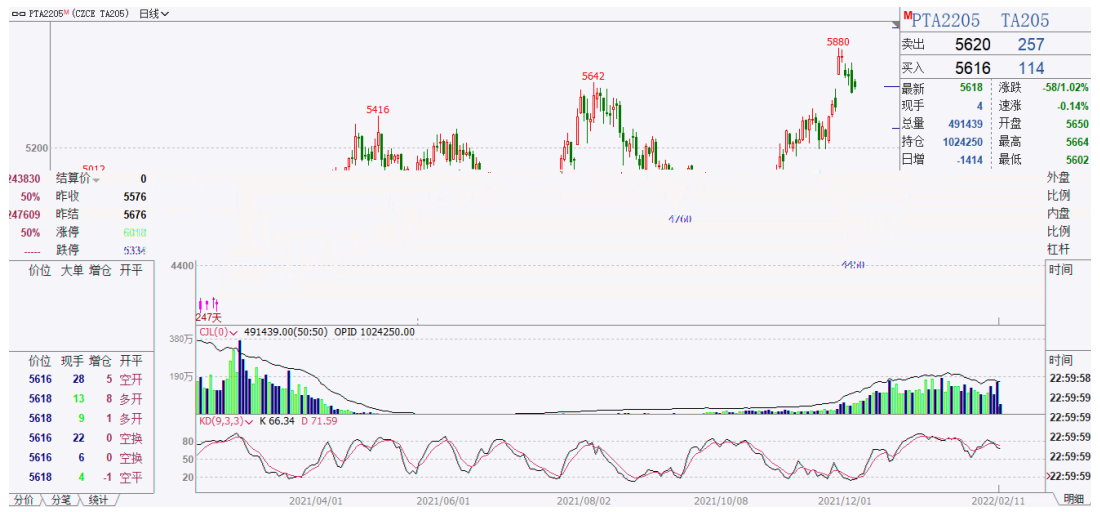 PTA2205M (CZCE TA205) 日线
MPTA2205 TA205
卖出 5620 257
买入 5616 114
最新 5618 涨跌 -58/1.02%
现手 4 速涨 -0.14%
总量 491439 开盘 5650
持仓 1024250 最高 5664
日增 -1414 最低 5602
5880
5642
5416
5200
5012
243830 结算价 0
50% 昨收 5576
247609 昨结 5676
50% 涨停 6018
----- 跌停 5334
外盘
比例
内盘
比例
杠杆
4760
4400
4450
价位 大单 增仓 开平
时间
247天
CJL(0) 491439.00(50:50) OPID 1024250.00
380万
190万
价位 现手 增仓 开平
时间
5616 28 5 空开 22:59:58
5618 13 8 多开 22:59:59
5618 9 1 多开 22:59:59
5616 22 0 空换 22:59:59
5616 6 0 空换 22:59:59
5618 4 -1 空平 22:59:59
KD(9,3,3) K 66.34 D 71.59
80
50
20
分价 分笔 统计
2021/04/01 2021/06/01 2021/08/02 2021/10/08 2021/12/01 2022/02/11
明细